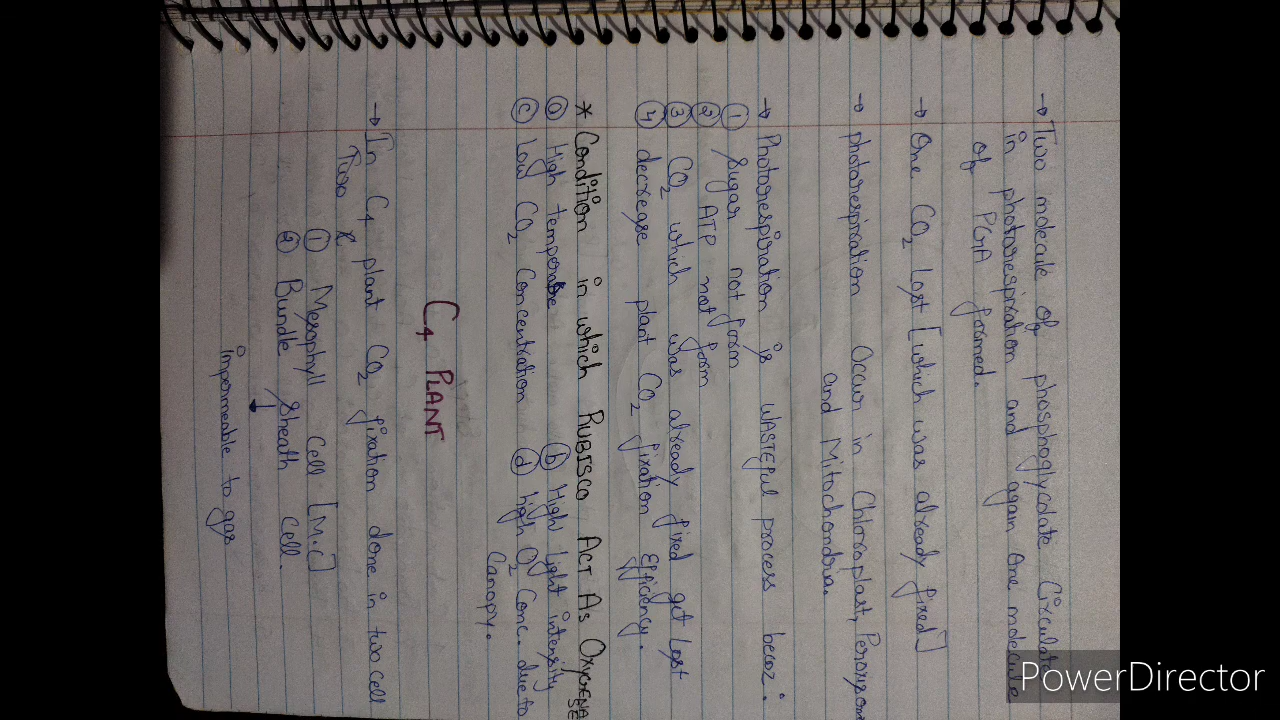 → Two molecule of phosphoglycolate Circulate
in photorespiration and again One molecule
of PGA formed.
→ One CO2 Lost [which was already fixed]
→ photorespiration Occur in Chloroplast, Peroxisom
and Mitochondria.
→ Photorespiration is WASTEful process becoz:
① Sugar not form
② ATP not form
③ CO2 which was already fixed get Lost
④ decrease plant CO2 fixation Efficiency.
* Condition in which RUBISCO ACT AS OXYGENASE
ⓐ High temperature ⓑ High Light intensity
ⓒ Low CO2 Concentration ⓓ high O2 Conc. due to
Canopy.
C4 PLANT
→ In C4 plant CO2 fixation done in two cell
Two
① Mesophyll Cell [M.C]
② Bundle Sheath Cell.
impermeable to gas
PowerDirector